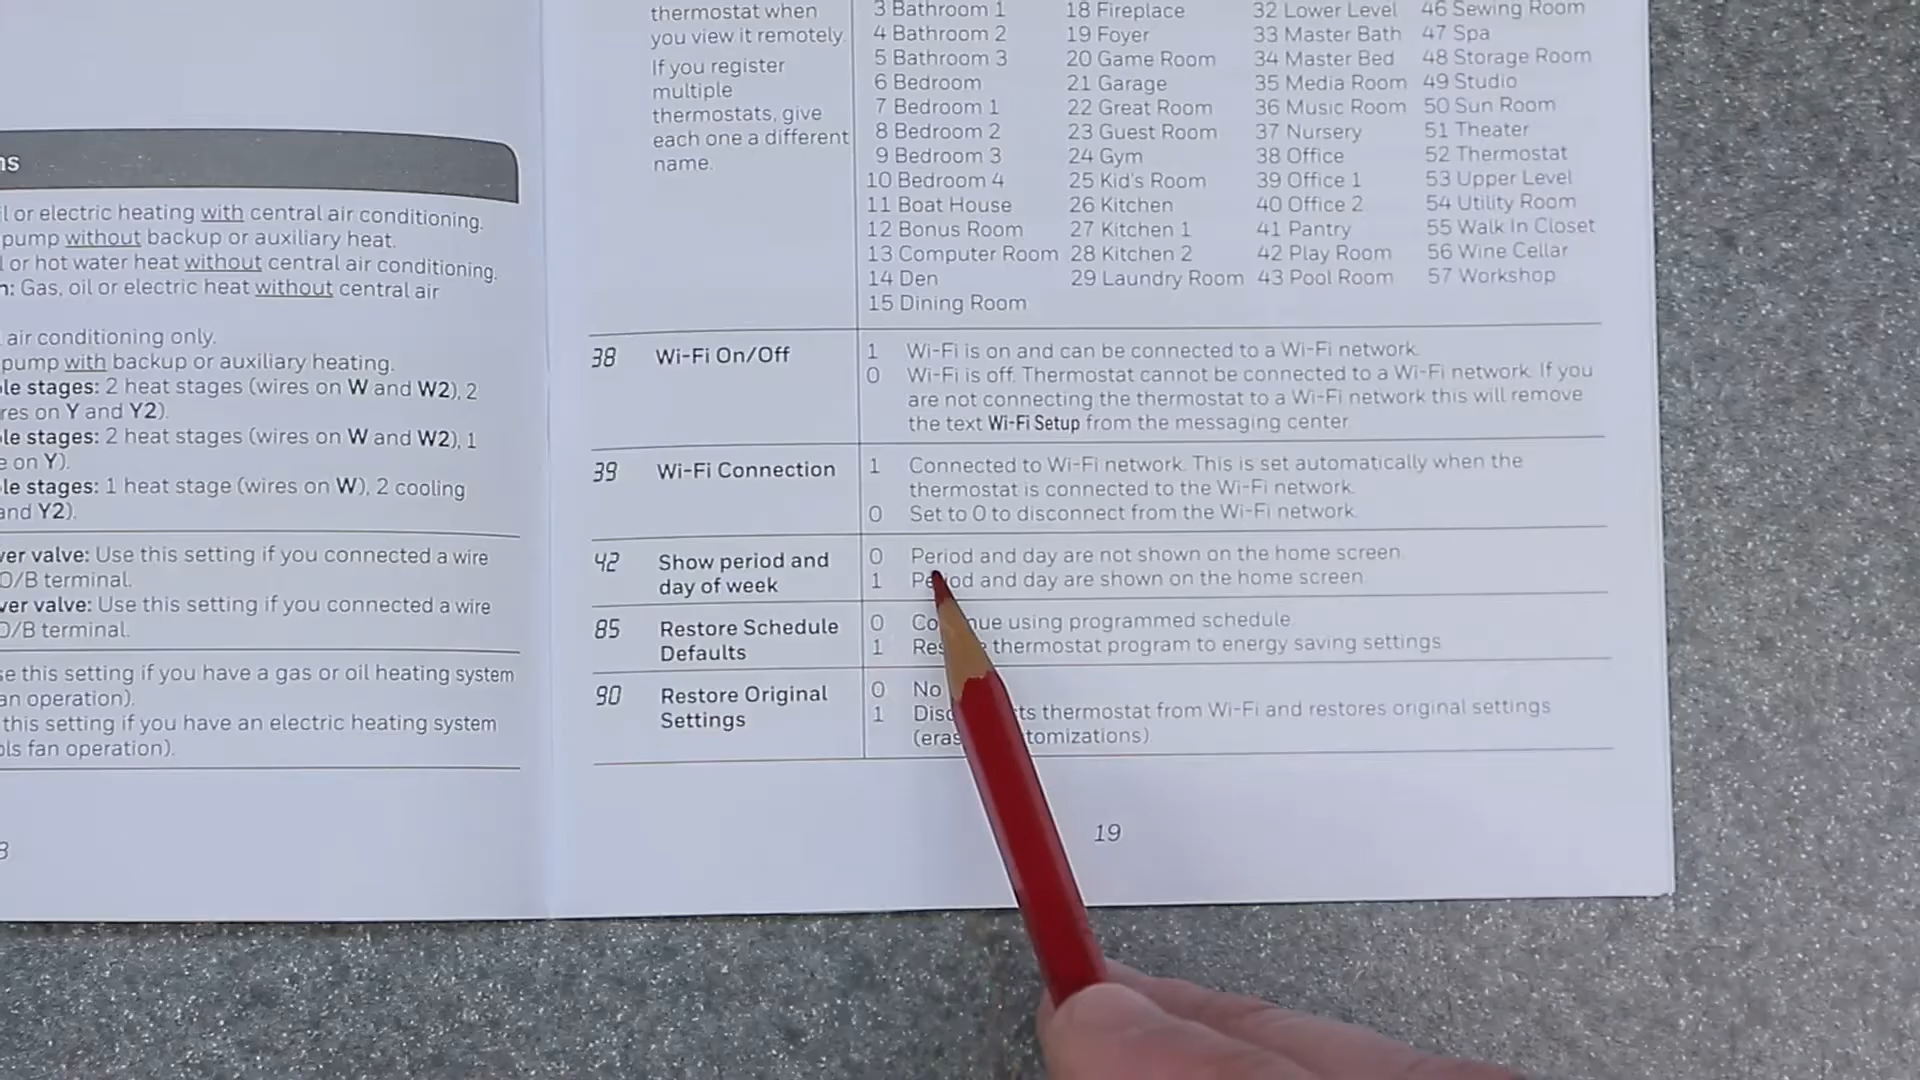 ns
il or electric heating with central air conditioning.
pump without backup or auxiliary heat.
l or hot water heat without central air conditioning.
n: Gas, oil or electric heat without central air
air conditioning only.
pump with backup or auxiliary heating.
le stages: 2 heat stages (wires on W and W2), 2
res on Y and Y2).
le stages: 2 heat stages (wires on W and W2), 1
e on Y).
le stages: 1 heat stage (wires on W), 2 cooling
and Y2).
ver valve: Use this setting if you connected a wire
O/B terminal.
ver valve: Use this setting if you connected a wire
O/B terminal.
se this setting if you have a gas or oil heating system
an operation).
this setting if you have an electric heating system
ols fan operation).
thermostat when
you view it remotely.
If you register
multiple
thermostats, give
each one a different
name.
3 Bathroom 1 18 Fireplace 32 Lower Level 46 Sewing Room
4 Bathroom 2 19 Foyer 33 Master Bath 47 Spa
5 Bathroom 3 20 Game Room 34 Master Bed 48 Storage Room
6 Bedroom 21 Garage 35 Media Room 49 Studio
7 Bedroom 1 22 Great Room 36 Music Room 50 Sun Room
8 Bedroom 2 23 Guest Room 37 Nursery 51 Theater
9 Bedroom 3 24 Gym 38 Office 52 Thermostat
10 Bedroom 4 25 Kid's Room 39 Office 1 53 Upper Level
11 Boat House 26 Kitchen 40 Office 2 54 Utility Room
12 Bonus Room 27 Kitchen 1 41 Pantry 55 Walk In Closet
13 Computer Room 28 Kitchen 2 42 Play Room 56 Wine Cellar
14 Den 29 Laundry Room 43 Pool Room 57 Workshop
15 Dining Room
38 Wi-Fi On/Off 1 Wi-Fi is on and can be connected to a Wi-Fi network.
0 Wi-Fi is off. Thermostat cannot be connected to a Wi-Fi network. If you
are not connecting the thermostat to a Wi-Fi network this will remove
the text Wi-Fi Setup from the messaging center.
39 Wi-Fi Connection 1 Connected to Wi-Fi network. This is set automatically when the
thermostat is connected to the Wi-Fi network.
0 Set to 0 to disconnect from the Wi-Fi network.
42 Show period and 0 Period and day are not shown on the home screen.
day of week 1 Period and day are shown on the home screen.
85 Restore Schedule 0 Co nue using programmed schedule.
Defaults 1 Res thermostat program to energy saving settings
90 Restore Original 0 No
Settings 1 Disc ts thermostat from Wi-Fi and restores original settings
(eras tomizations)
19